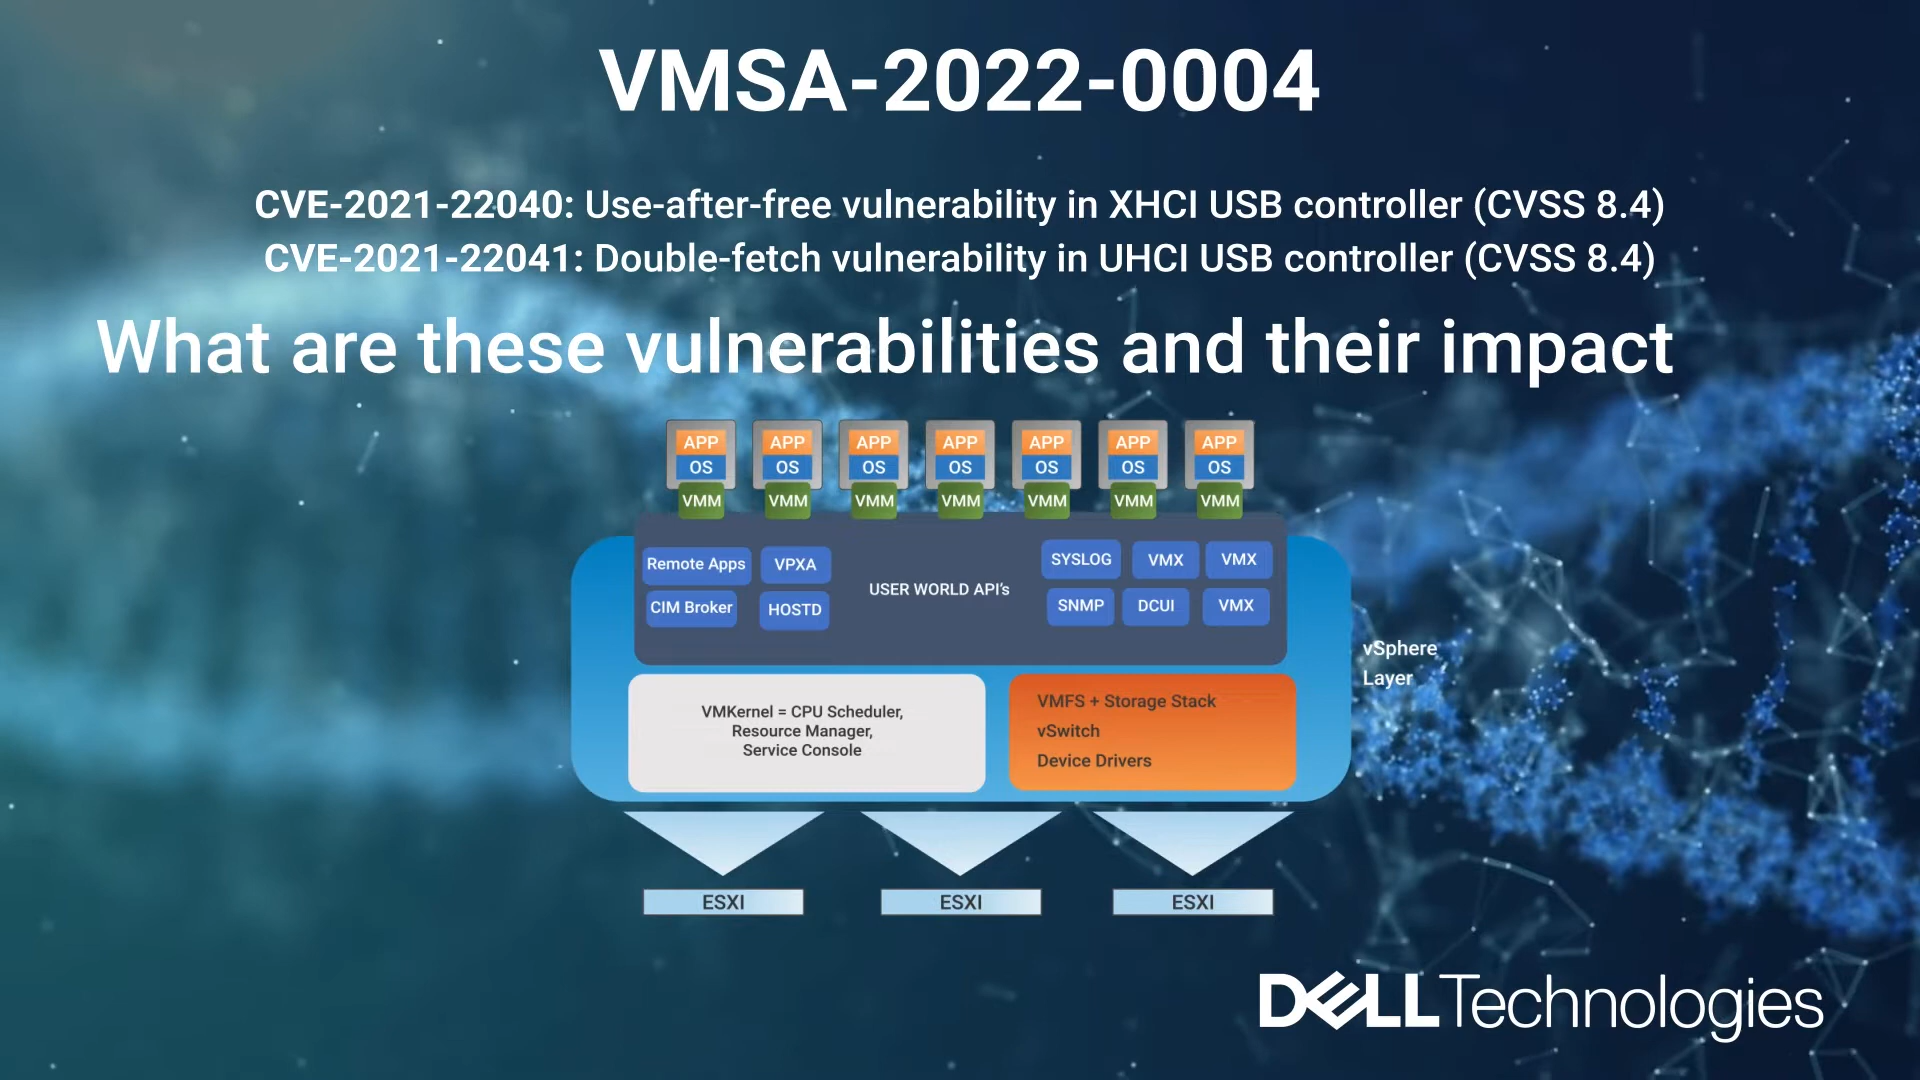 VMSA-2022-0004
CVE-2021-22040: Use-after-free vulnerability in XHCI USB controller (CVSS 8.4)
CVE-2021-22041: Double-fetch vulnerability in UHCI USB controller (CVSS 8.4)
What are these vulnerabilities and their impact
APP APP APP APP APP APP APP
OS OS OS OS OS OS OS
VMM VMM VMM VMM VMM VMM VMM
Remote Apps VPXA
CIM Broker HOSTD
USER WORLD API's
SYSLOG VMX VMX
SNMP DCUI VMX
vSphere
Layer
VMKernel = CPU Scheduler,
Resource Manager,
Service Console
VMFS + Storage Stack
vSwitch
Device Drivers
ESXI ESXI ESXI
DELL Technologies